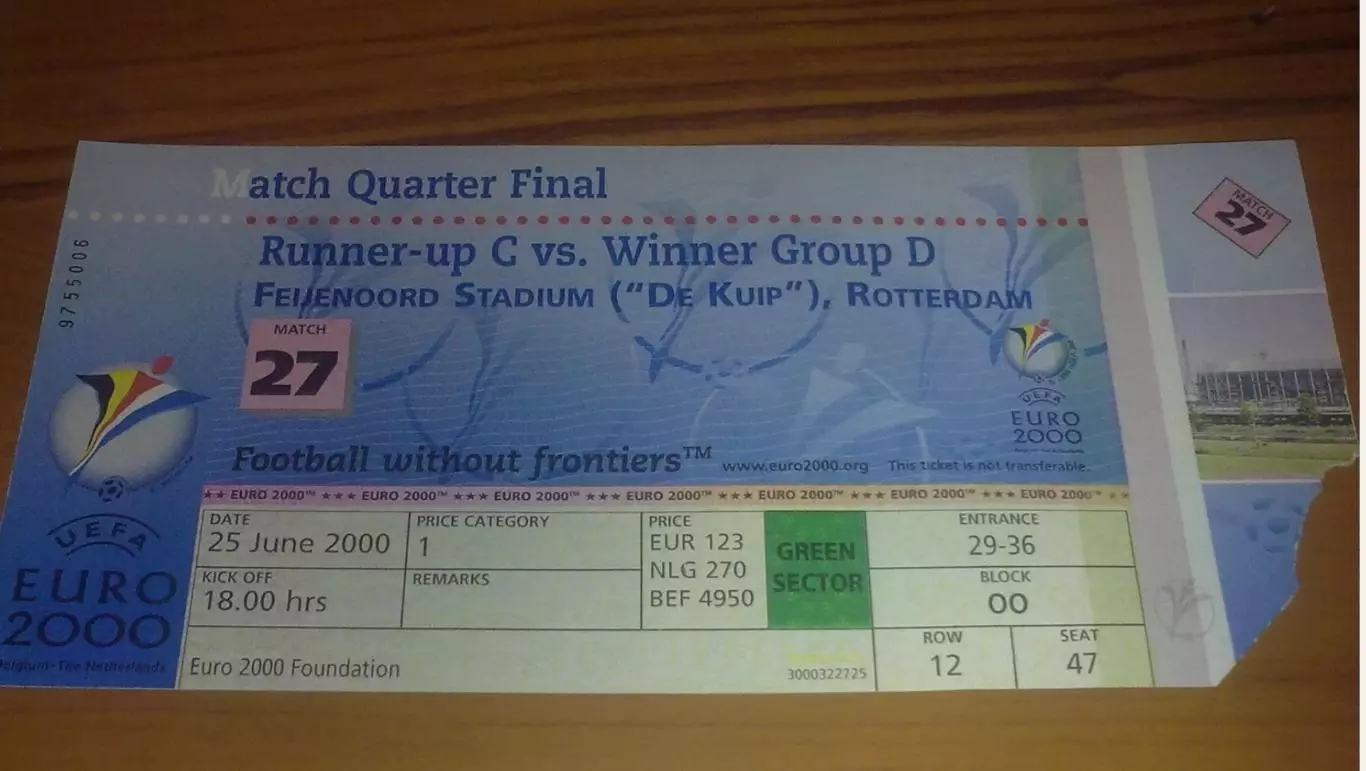 Match Quarter Final
MATCH
27
Runner-up C vs. Winner Group D
FEIJENOORD STADIUM ("DE KUIP"), ROTTERDAM
9755006
MATCH
27
UEFA
EURO
2000
Football without frontiers™ www.euro2000.org This ticket is not transferable.
★★ EURO 2000™ ★★★ EURO 2000™ ★★★ EURO 2000™ ★★★ EURO 2000™ ★★★ EURO 2000™ ★★★ EURO 2000™ ★★★ EURO 2000™ ★★
UEFA
EURO
2000
Belgium-The Netherlands
DATE
25 June 2000
PRICE CATEGORY
1
PRICE
EUR 123
NLG 270
BEF 4950
GREEN
SECTOR
ENTRANCE
29-36
KICK OFF
18.00 hrs
REMARKS
BLOCK
OO
ROW
12
SEAT
47
Euro 2000 Foundation
3000322725